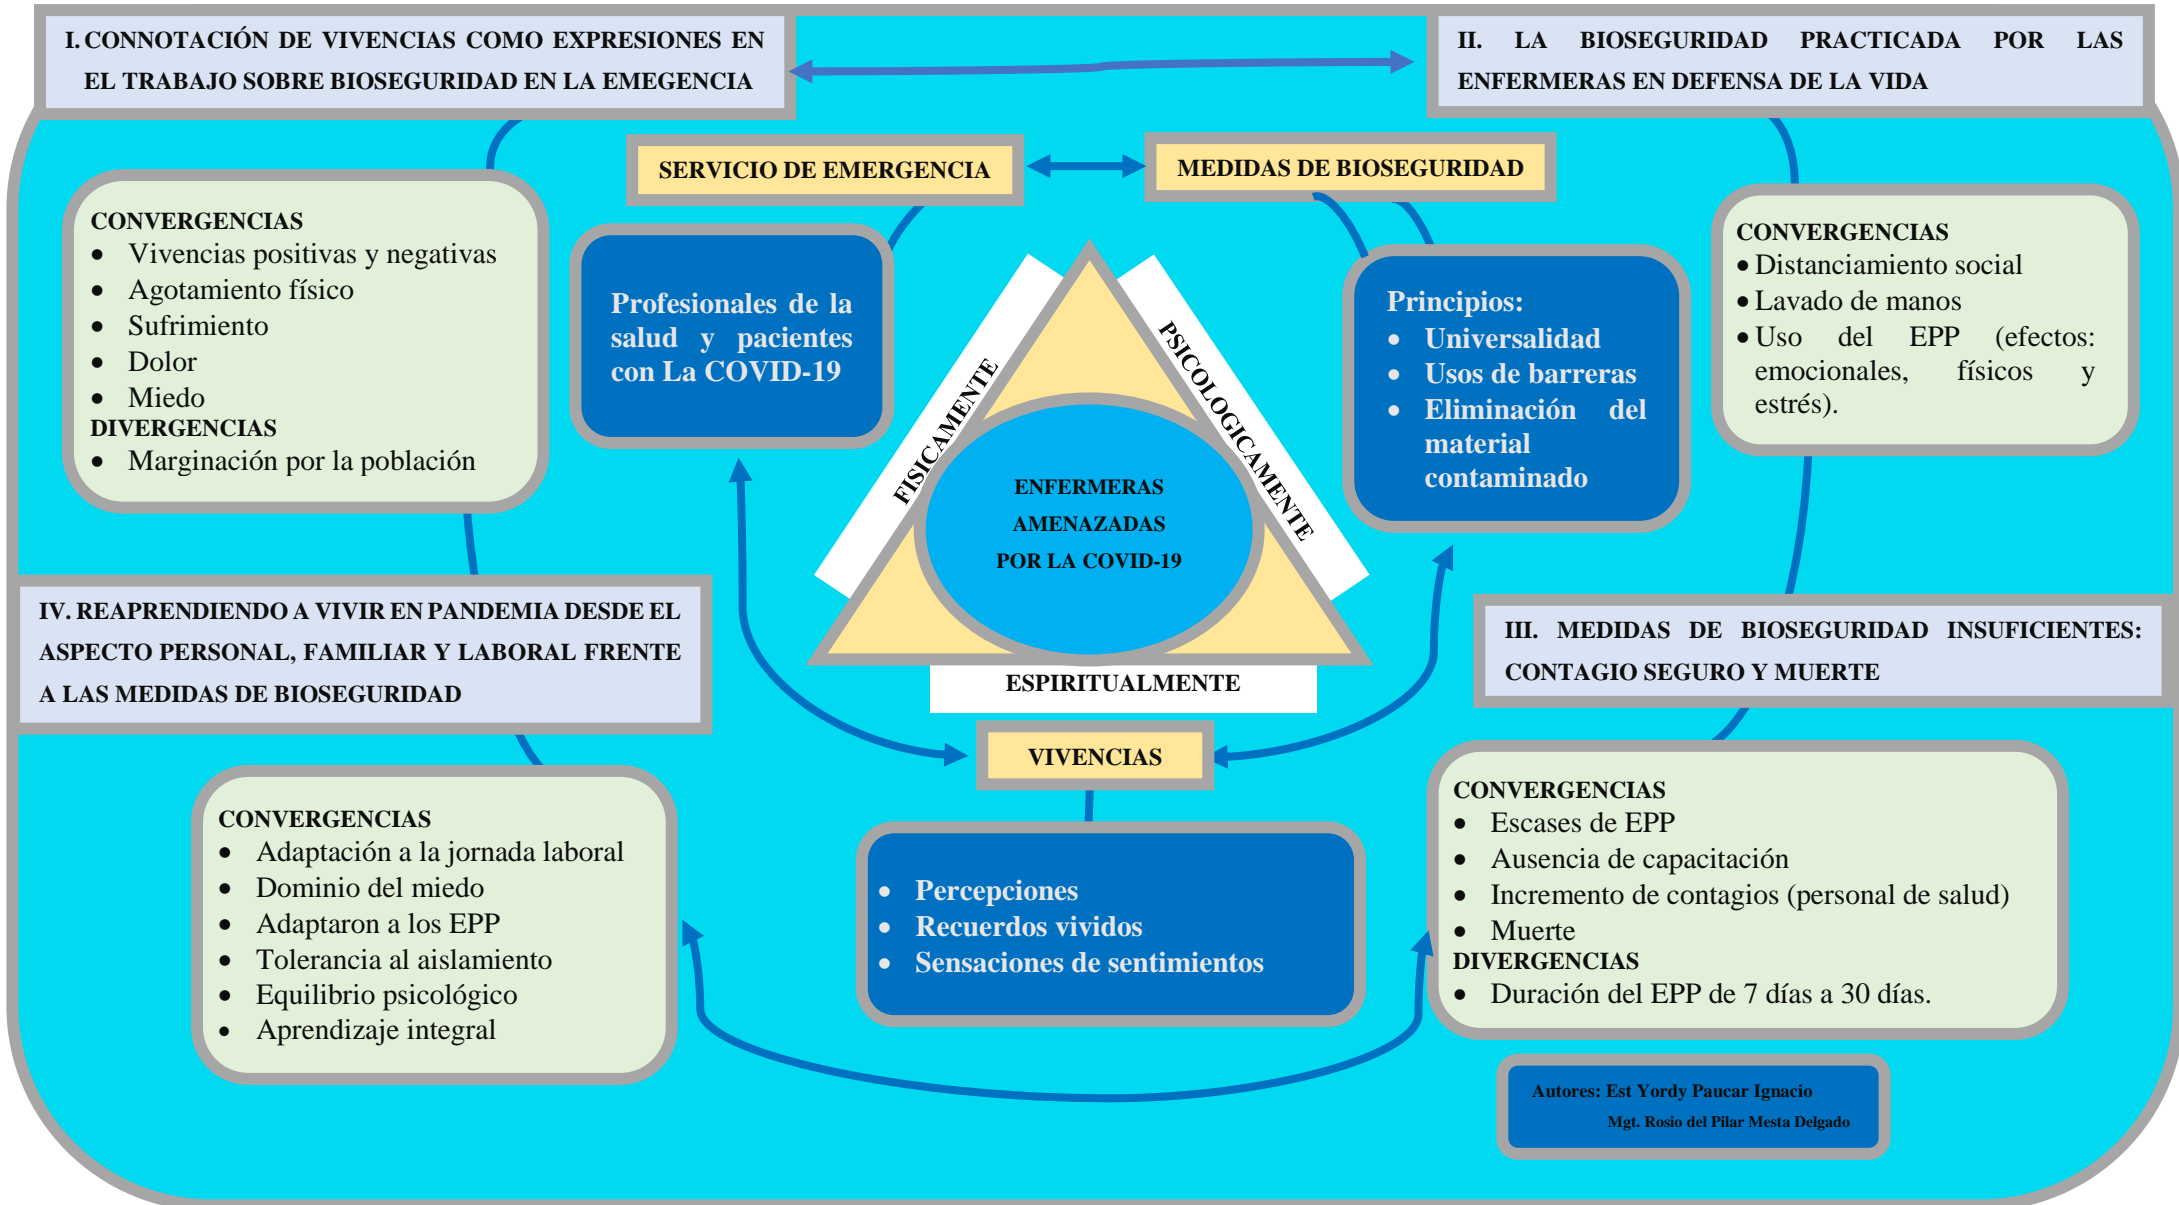 I. CONNOTACIÓN DE VIVENCIAS COMO EXPRESIONES EN
EL TRABAJO SOBRE BIOSEGURIDAD EN LA EMEGENCIA
II. LA BIOSEGURIDAD PRACTICADA POR LAS
ENFERMERAS EN DEFENSA DE LA VIDA
SERVICIO DE EMERGENCIA
MEDIDAS DE BIOSEGURIDAD
CONVERGENCIAS
• Vivencias positivas y negativas
• Agotamiento físico
• Sufrimiento
• Dolor
• Miedo
DIVERGENCIAS
• Marginación por la población
Profesionales de la
salud y pacientes
con La COVID-19
FISICAMENTE
PSICOLOGICAMENTE
ENFERMERAS
AMENAZADAS
POR LA COVID-19
ESPIRITUALMENTE
Principios:
• Universalidad
• Usos de barreras
• Eliminación del
material
contaminado
CONVERGENCIAS
• Distanciamiento social
• Lavado de manos
• Uso del EPP (efectos:
emocionales, físicos y
estrés).
IV. REAPRENDIENDO A VIVIR EN PANDEMIA DESDE EL
ASPECTO PERSONAL, FAMILIAR Y LABORAL FRENTE
A LAS MEDIDAS DE BIOSEGURIDAD
III. MEDIDAS DE BIOSEGURIDAD INSUFICIENTES:
CONTAGIO SEGURO Y MUERTE
VIVENCIAS
CONVERGENCIAS
• Adaptación a la jornada laboral
• Dominio del miedo
• Adaptaron a los EPP
• Tolerancia al aislamiento
• Equilibrio psicológico
• Aprendizaje integral
• Percepciones
• Recuerdos vividos
• Sensaciones de sentimientos
CONVERGENCIAS
• Escases de EPP
• Ausencia de capacitación
• Incremento de contagios (personal de salud)
• Muerte
DIVERGENCIAS
• Duración del EPP de 7 días a 30 días.
Autores: Est Yordy Paucar Ignacio
Mgt. Rosio del Pilar Mesta Delgado